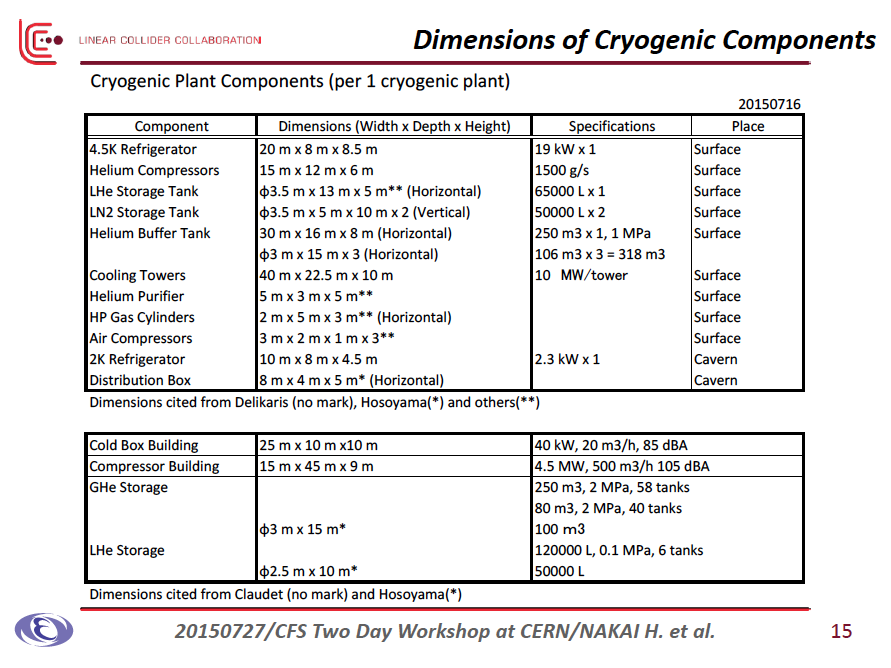 LINEAR COLLIDER COLLABORATION
Dimensions of Cryogenic Components
Cryogenic Plant Components (per 1 cryogenic plant)
20150716
Component Dimensions (Width x Depth x Height) Specifications Place
4.5K Refrigerator 20 m x 8 m x 8.5 m 19 kW x 1 Surface
Helium Compressors 15 m x 12 m x 6 m 1500 g/s Surface
LHe Storage Tank ϕ3.5 m x 13 m x 5 m** (Horizontal) 65000 L x 1 Surface
LN2 Storage Tank ϕ3.5 m x 5 m x 10 m x 2 (Vertical) 50000 L x 2 Surface
Helium Buffer Tank 30 m x 16 m x 8 m (Horizontal) 250 m3 x 1, 1 MPa Surface
ϕ3 m x 15 m x 3 (Horizontal) 106 m3 x 3 = 318 m3
Cooling Towers 40 m x 22.5 m x 10 m 10 MW/tower Surface
Helium Purifier 5 m x 3 m x 5 m** Surface
HP Gas Cylinders 2 m x 5 m x 3 m** (Horizontal) Surface
Air Compressors 3 m x 2 m x 1 m x 3** Surface
2K Refrigerator 10 m x 8 m x 4.5 m 2.3 kW x 1 Cavern
Distribution Box 8 m x 4 m x 5 m* (Horizontal) Cavern
Dimensions cited from Delikaris (no mark), Hosoyama(*) and others(**)
Cold Box Building 25 m x 10 m x10 m 40 kW, 20 m3/h, 85 dBA
Compressor Building 15 m x 45 m x 9 m 4.5 MW, 500 m3/h 105 dBA
GHe Storage 250 m3, 2 MPa, 58 tanks
80 m3, 2 MPa, 40 tanks
ϕ3 m x 15 m* 100 m3
LHe Storage 120000 L, 0.1 MPa, 6 tanks
ϕ2.5 m x 10 m* 50000 L
Dimensions cited from Claudet (no mark) and Hosoyama(*)
20150727/CFS Two Day Workshop at CERN/NAKAI H. et al. 15